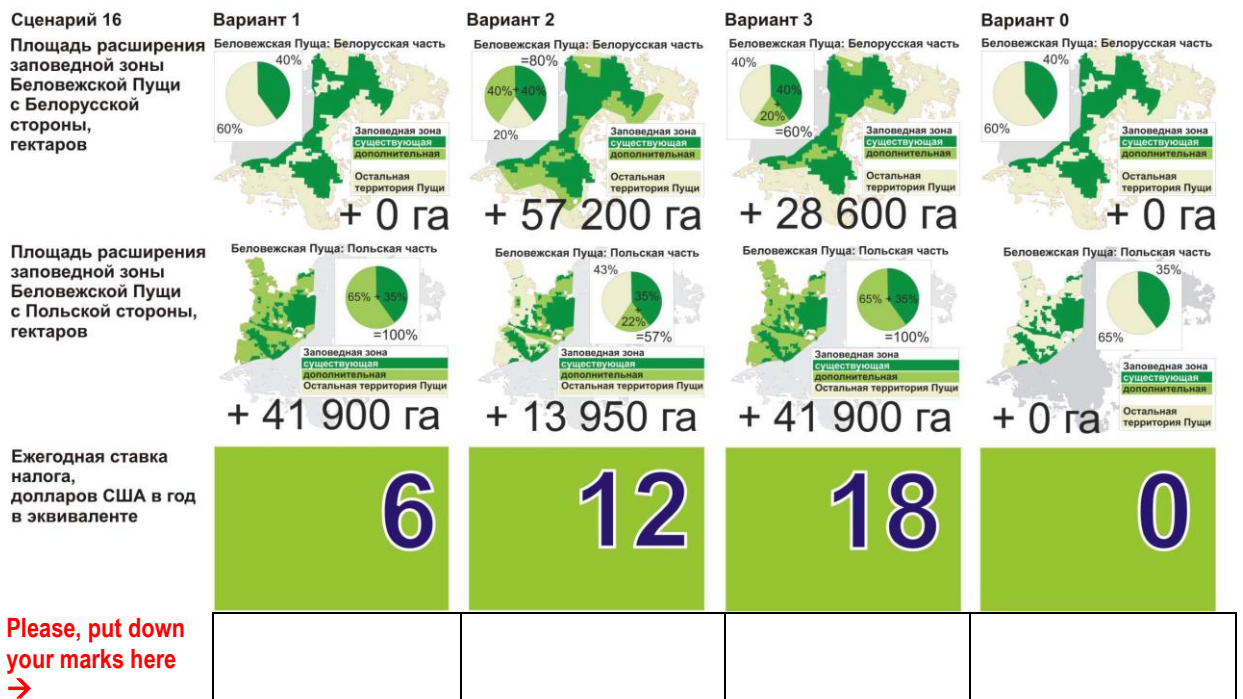 Сценарий 16
Вариант 1
Вариант 2
Вариант 3
Вариант 0
Площадь расширения
заповедной зоны
Беловежской Пущи
с Белорусской
стороны,
гектаров
Беловежская Пуща: Белорусская часть
40%
60%
Заповедная зона
существующая
дополнительная
Остальная
территория Пущи
+ 0 га
Беловежская Пуща: Белорусская часть
=80%
40%+40%
20%
Заповедная зона
существующая
дополнительная
Остальная
территория Пущи
+ 57 200 га
Беловежская Пуща: Белорусская часть
40%
40%
+
20%
=60%
Заповедная зона
существующая
дополнительная
Остальная
территория Пущи
+ 28 600 га
Беловежская Пуща: Белорусская часть
40%
60%
Заповедная зона
существующая
дополнительная
Остальная
территория Пущи
+ 0 га
Площадь расширения
заповедной зоны
Беловежской Пущи
с Польской стороны,
гектаров
Беловежская Пуща: Польская часть
65% + 35%
=100%
Заповедная зона
существующая
дополнительная
Остальная территория Пущи
+ 41 900 га
Беловежская Пуща: Польская часть
43%
35%
+
22%
=57%
Заповедная зона
существующая
дополнительная
Остальная территория Пущи
+ 13 950 га
Беловежская Пуща: Польская часть
65% + 35%
=100%
Заповедная зона
существующая
дополнительная
Остальная территория Пущи
+ 41 900 га
Беловежская Пуща: Польская часть
35%
65%
Заповедная зона
существующая
дополнительная
Остальная
территория Пущи
+ 0 га
Ежегодная ставка
налога,
долларов США в год
в эквиваленте
6
12
18
0
Please, put down
your marks here
→